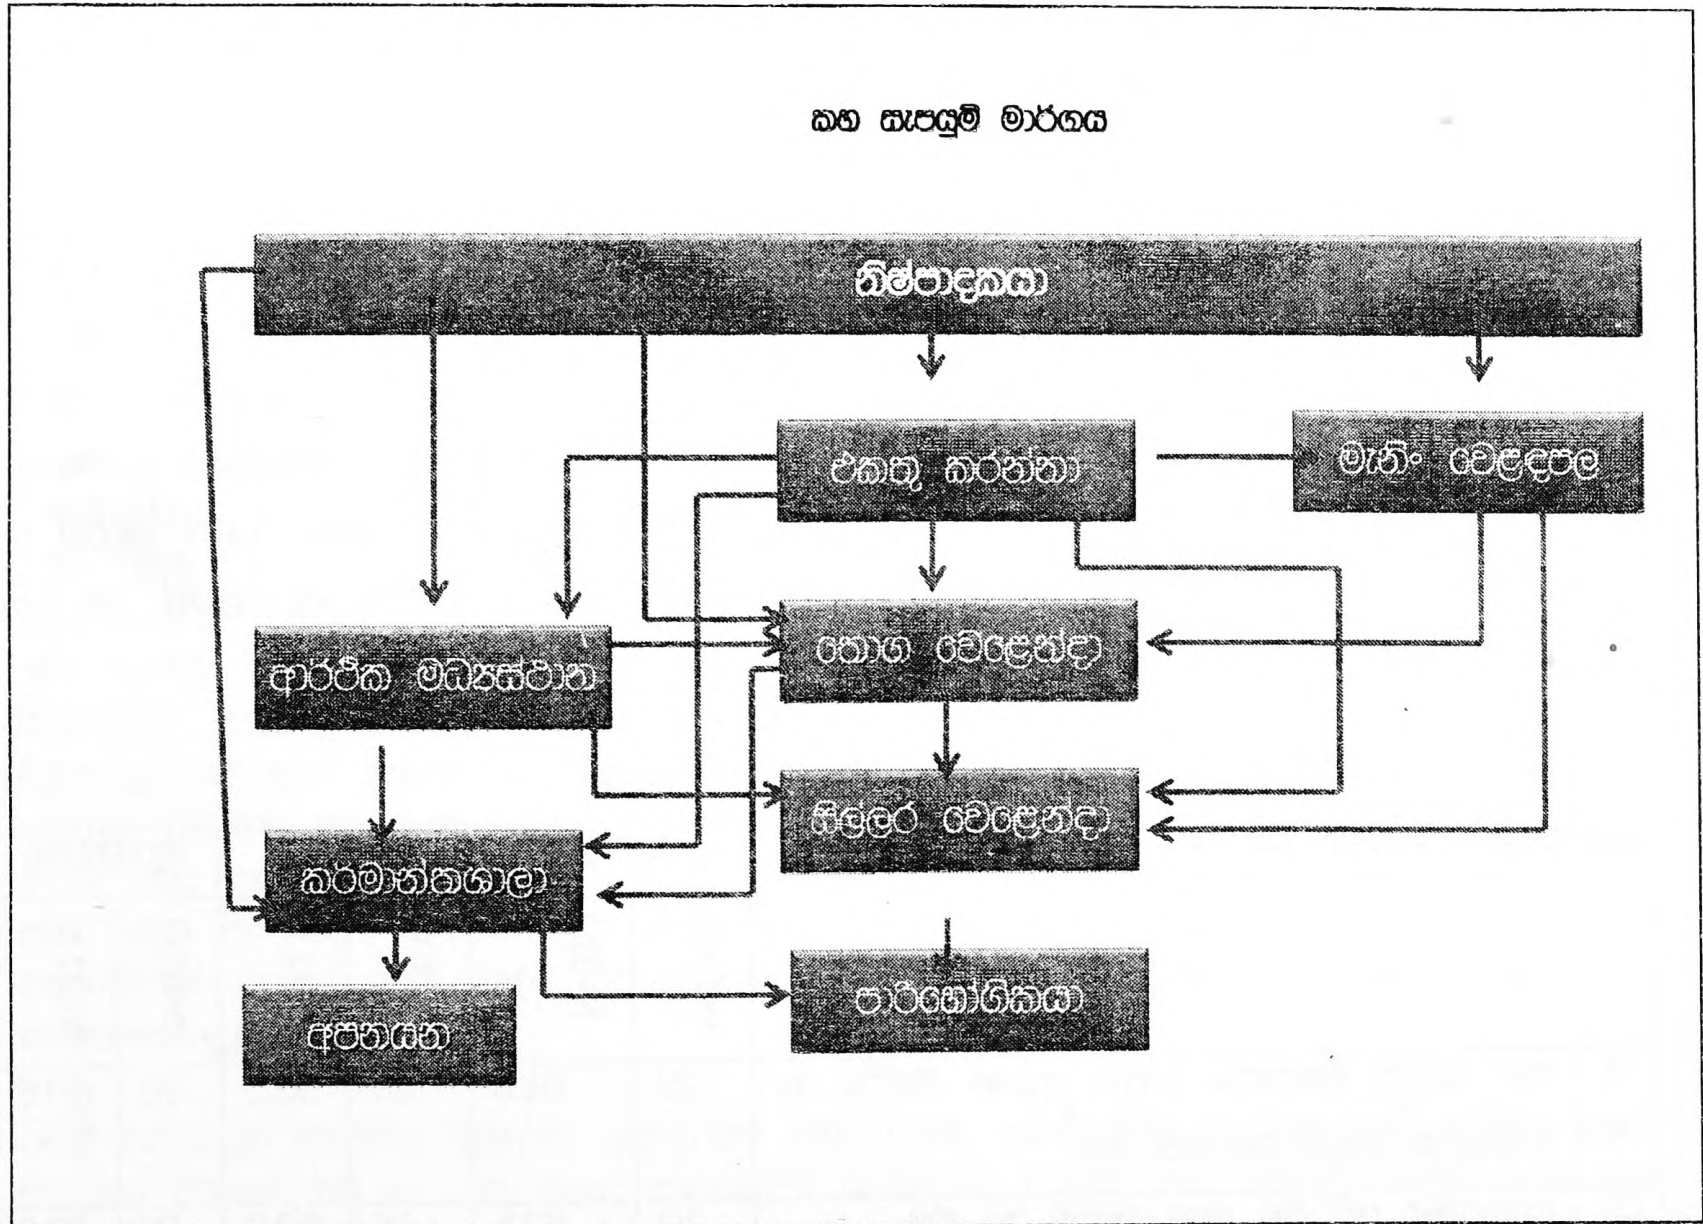 කහ සැපයුම් මාර්ගය
නිෂ්පාදකයා
එකතු කරන්නා
මැනිං වෙළඳපල
තොග වෙළෙන්දා
ආර්ථික මධ්‍යස්ථාන
සිල්ලර වෙළෙන්දා
කර්මාන්තශාලා
පාරිභෝගිකයා
අපනයන